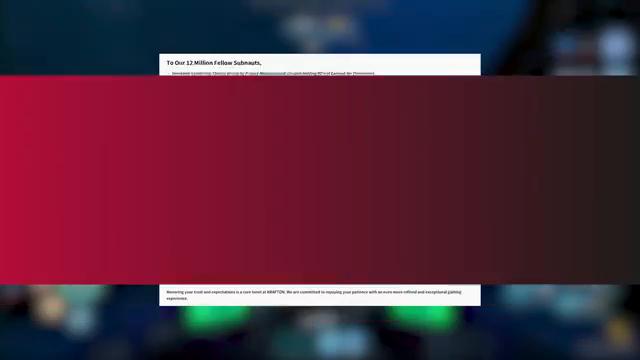 To Our 12 Million Fellow Subnauts,
Honoring your trust and expectations is a core tenet at KRAFTON. We are committed to repaying your patience with an even more refined and exceptional gaming
experience.